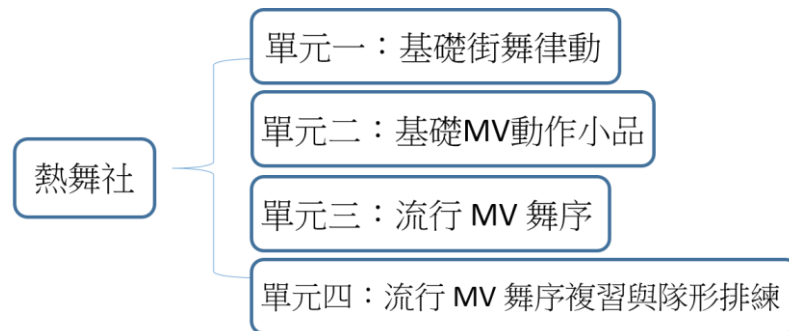 熱舞社
單元一：基礎街舞律動
單元二：基礎MV動作小品
單元三：流行 MV 舞序
單元四：流行 MV 舞序複習與隊形排練